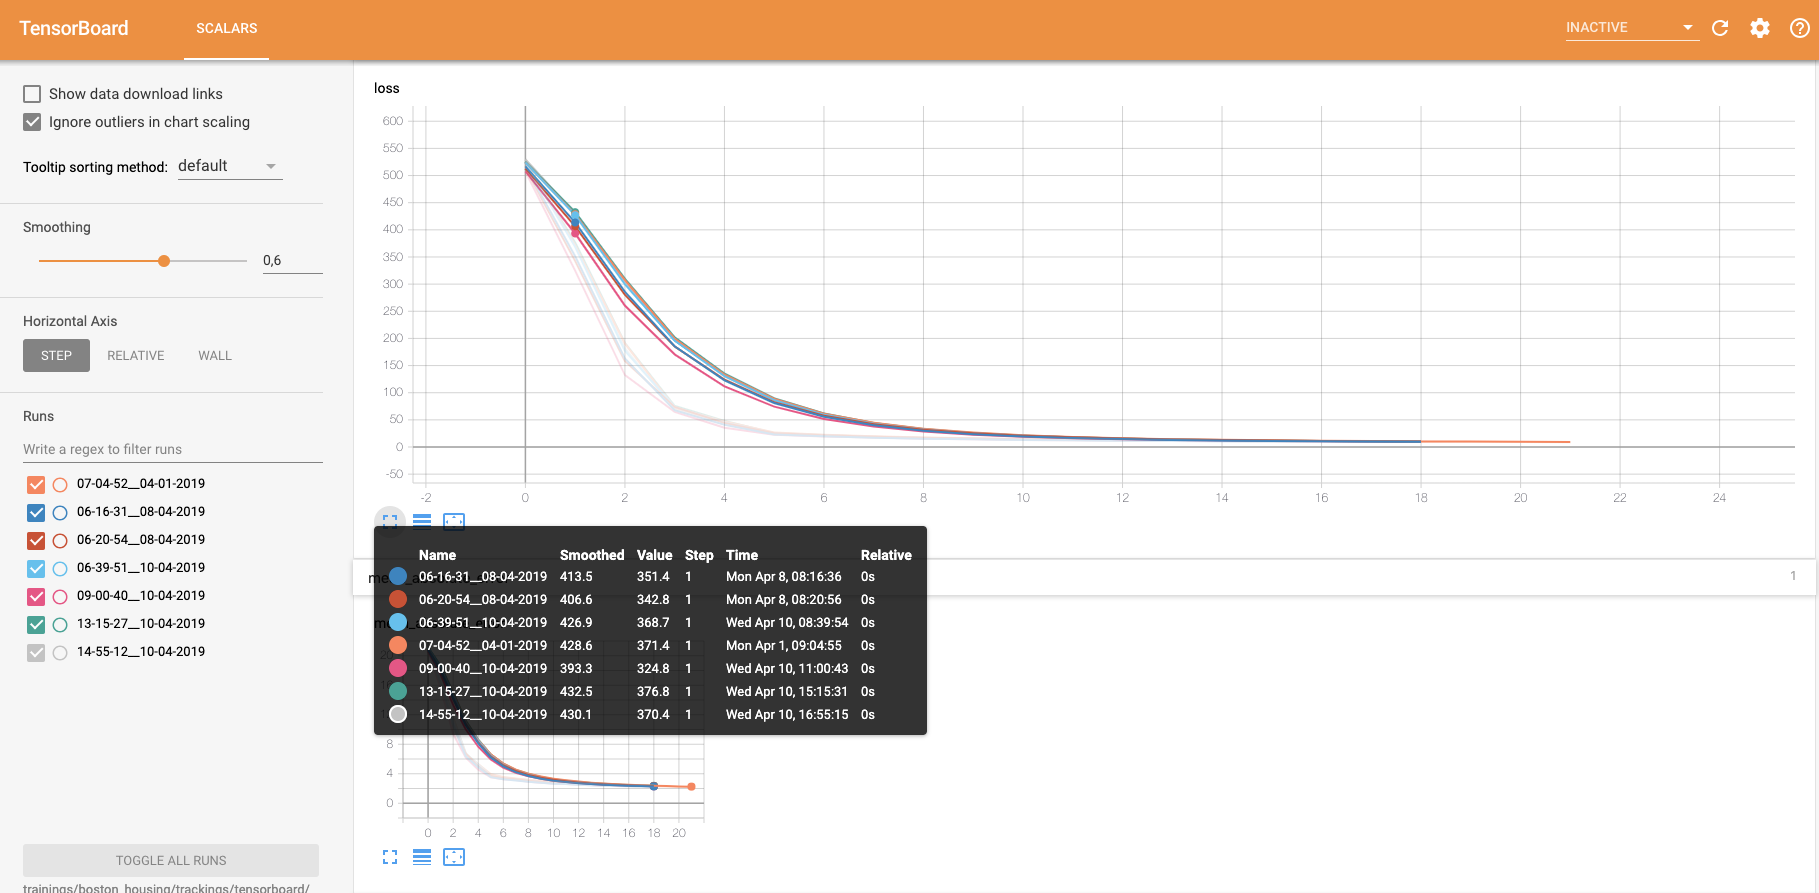 TensorBoard
SCALARS
INACTIVE
Show data download links
Ignore outliers in chart scaling
Tooltip sorting method: default
Smoothing
0,6
Horizontal Axis
STEP RELATIVE WALL
Runs
Write a regex to filter runs
07-04-52__04-01-2019
06-16-31__08-04-2019
06-20-54__08-04-2019
06-39-51__10-04-2019
09-00-40__10-04-2019
13-15-27__10-04-2019
14-55-12__10-04-2019
TOGGLE ALL RUNS
trainings/boston_housing/trackings/tensorboard/
loss
600
550
500
450
400
350
300
250
200
150
100
50
0
-50
-2 0 2 4 6 8 10 12 14 16 18 20 22 24
Name Smoothed Value Step Time Relative
06-16-31__08-04-2019 413.5 351.4 1 Mon Apr 8, 08:16:36 0s
06-20-54__08-04-2019 406.6 342.8 1 Mon Apr 8, 08:20:56 0s
06-39-51__10-04-2019 426.9 368.7 1 Wed Apr 10, 08:39:54 0s
07-04-52__04-01-2019 428.6 371.4 1 Mon Apr 1, 09:04:55 0s
09-00-40__10-04-2019 393.3 324.8 1 Wed Apr 10, 11:00:43 0s
13-15-27__10-04-2019 432.5 376.8 1 Wed Apr 10, 15:15:31 0s
14-55-12__10-04-2019 430.1 370.4 1 Wed Apr 10, 16:55:15 0s
1
8
4
0
0 2 4 6 8 10 12 14 16 18 20